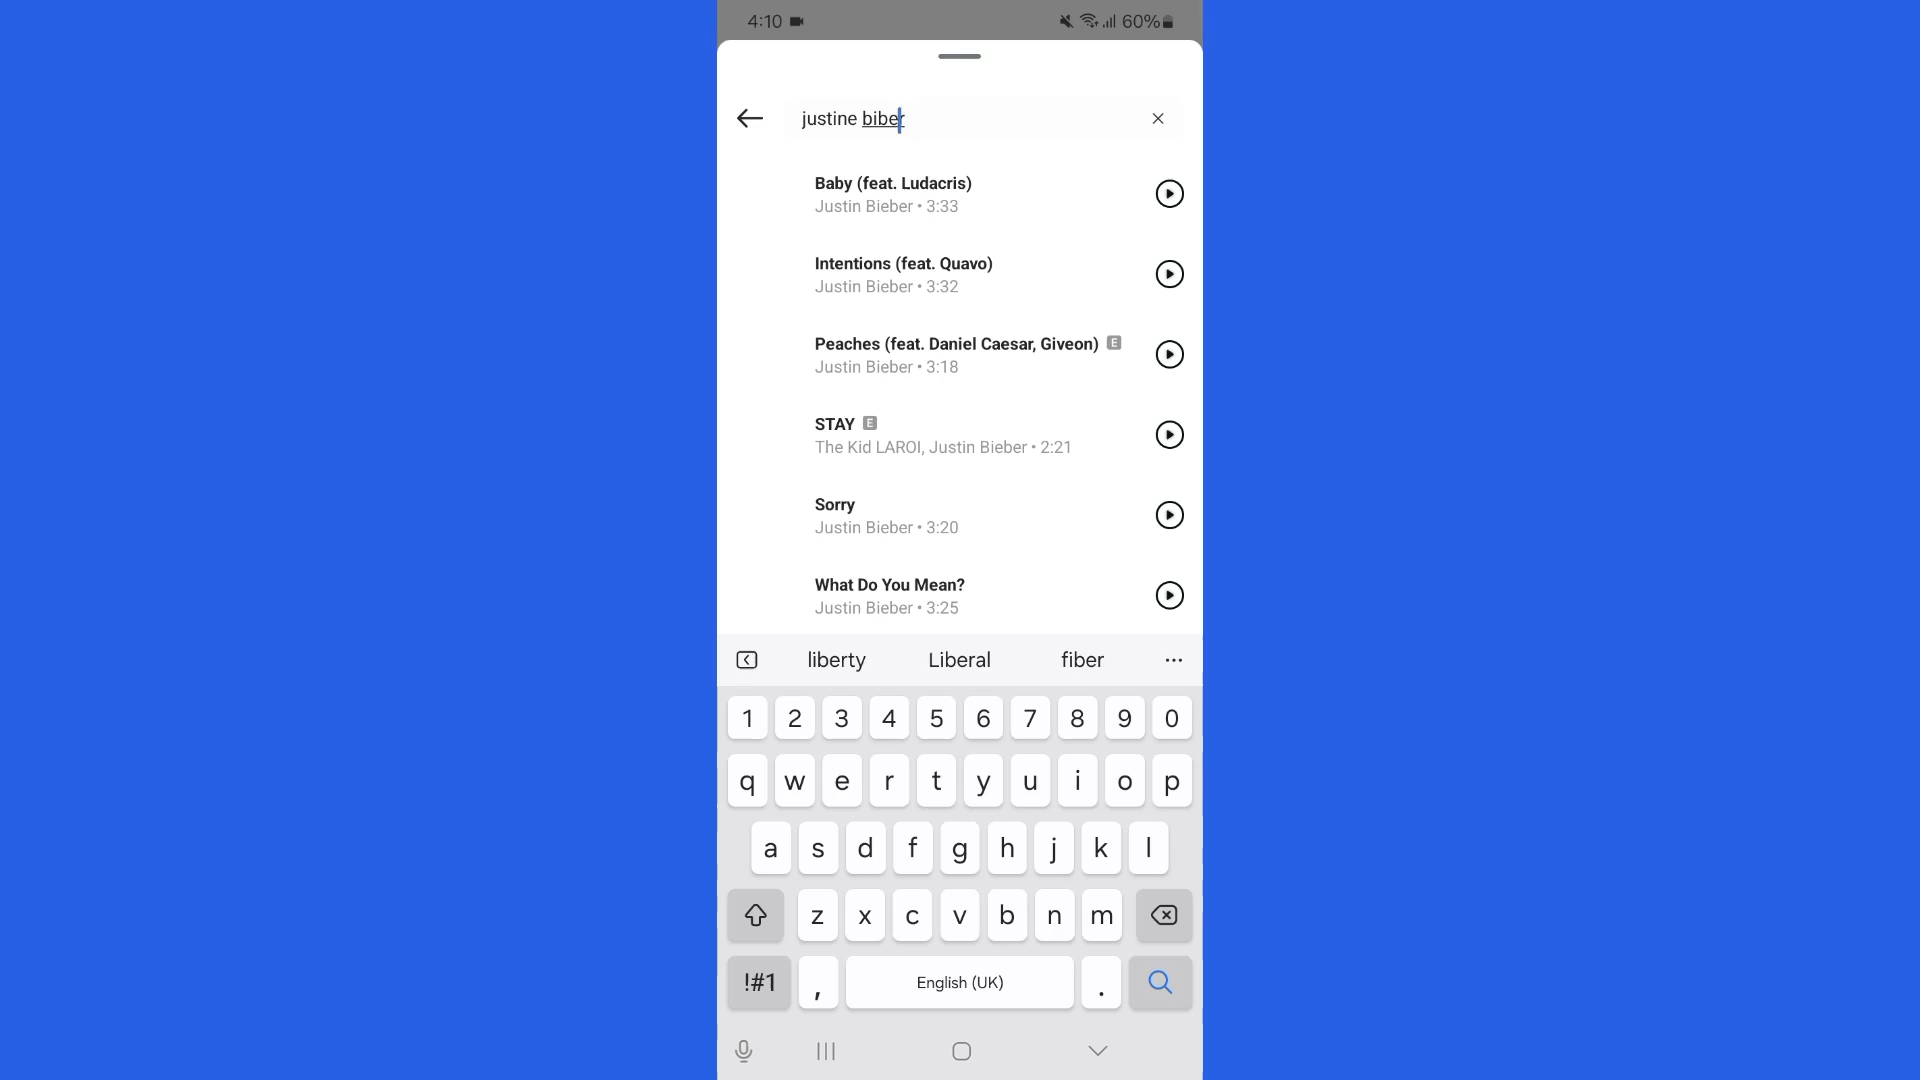 4:10 60%
justine biber
Baby (feat. Ludacris)
Justin Bieber • 3:33
Intentions (feat. Quavo)
Justin Bieber • 3:32
Peaches (feat. Daniel Caesar, Giveon) E
Justin Bieber • 3:18
STAY E
The Kid LAROI, Justin Bieber • 2:21
Sorry
Justin Bieber • 3:20
What Do You Mean?
Justin Bieber • 3:25
liberty Liberal fiber ...
1 2 3 4 5 6 7 8 9 0
q w e r t y u i o p
a s d f g h j k l
z x c v b n m
!#1 , English (UK) .